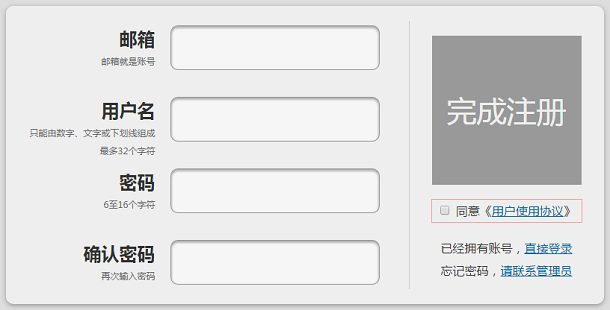 邮箱
邮箱就是账号
用户名
只能由数字、文字或下划线组成
最多32个字符
密码
6至16个字符
确认密码
再次输入密码
完成注册
同意《用户使用协议》
已经拥有账号，直接登录
忘记密码，请联系管理员